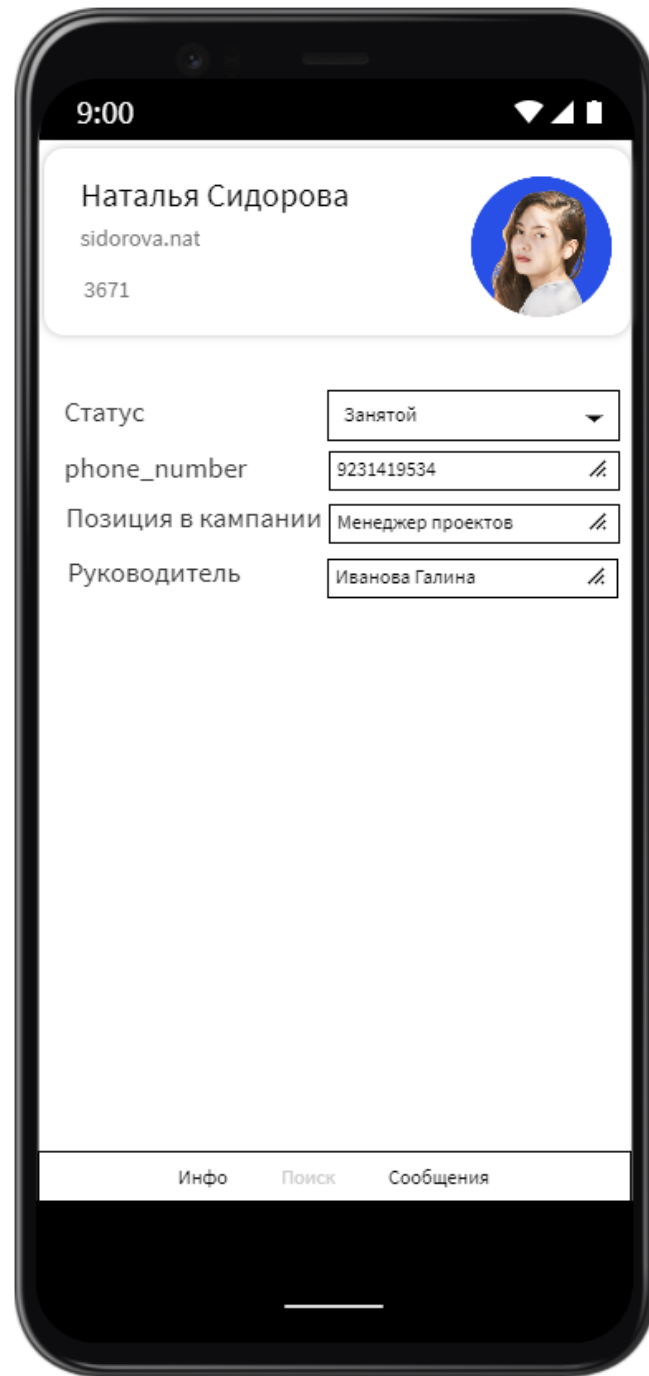 9:00
Наталья Сидорова
sidorova.nat
3671
Статус Занятой
phone_number 9231419534
Позиция в кампании Менеджер проектов
Руководитель Иванова Галина
Инфо Поиск Сообщения